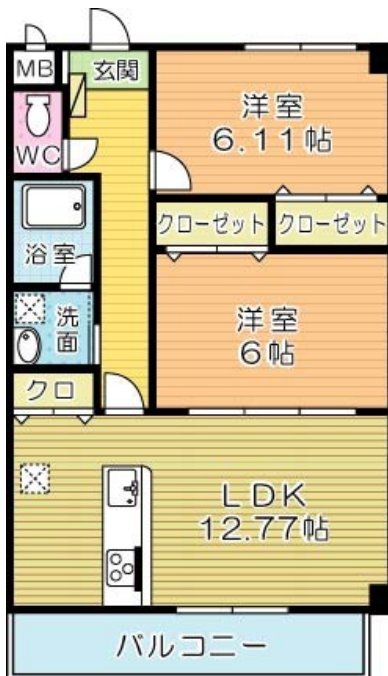 MB
玄関
洋室
6.11帖
WC
クローゼット
クローゼット
浴室
洗面
洋室
6帖
クロ
LDK
12.77帖
バルコニー